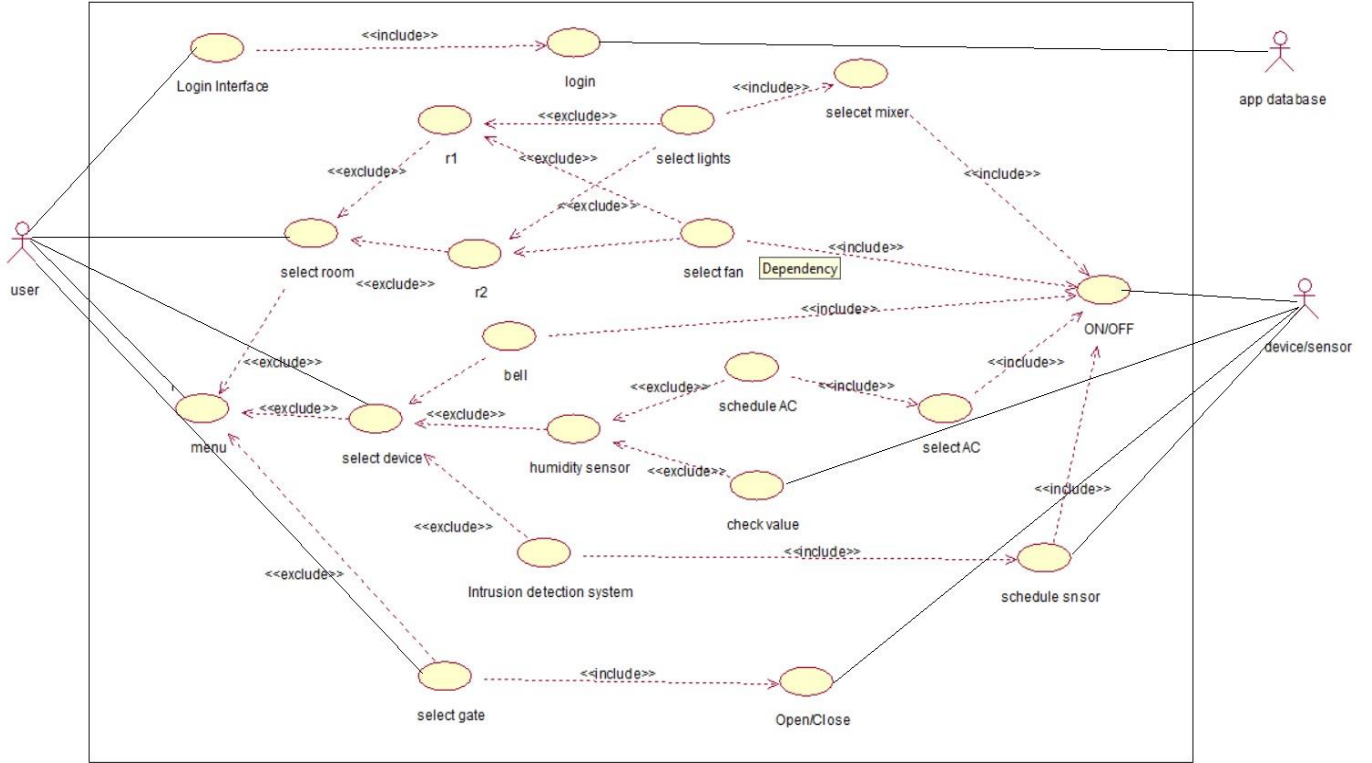 <<include>>
Login Interface
login
app database
<<include>>
selecet mixer
<<exclude>>
r1
select lights
<<exclude>>
<<exclude>>
<<include>>
<<exclude>>
user
select room
r2
<<exclude>>
select fan
<<include>>
Dependency
<<include>>
ON/OFF
device/sensor
bell
<<exclude>>
<<include>>
<<exclude>>
schedule AC
<<include>>
<<exclude>>
<<exclude>>
menu
select device
humidity sensor
select AC
<<exclude>>
check value
<<include>>
<<exclude>>
<<include>>
<<exclude>>
Intrusion detection system
schedule snsor
<<include>>
select gate
Open/Close